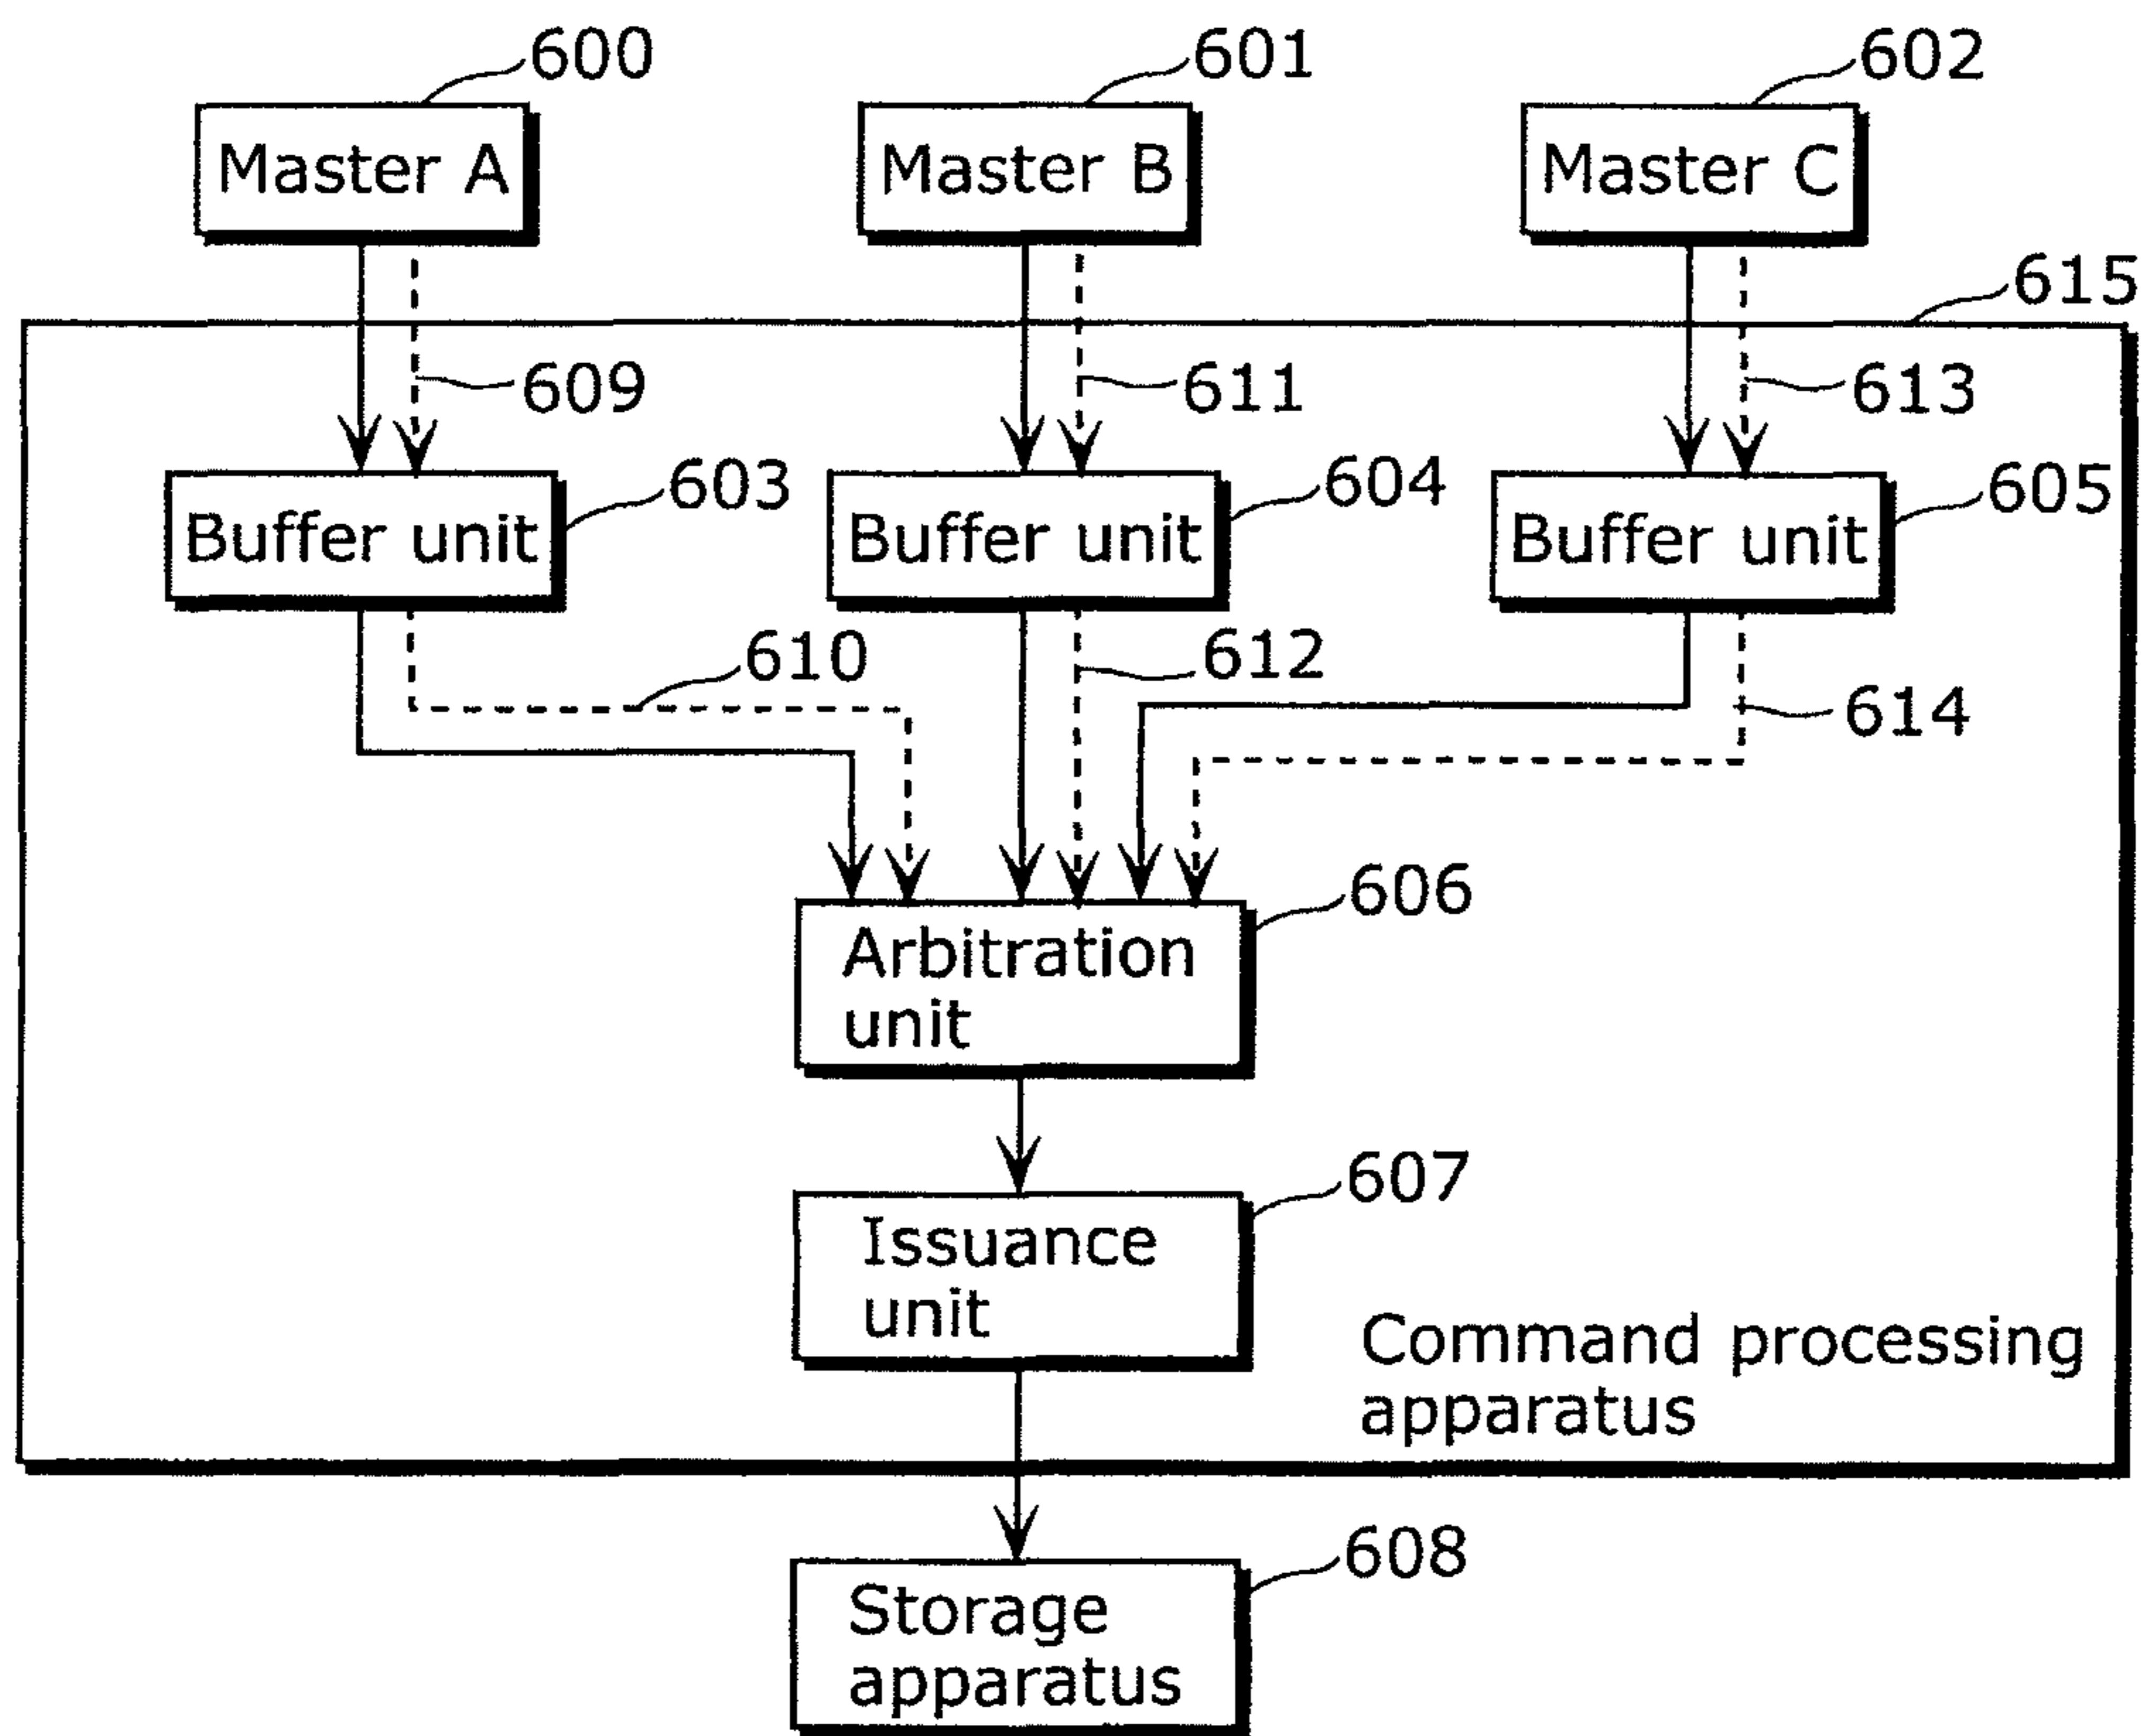 600
601
602
Master A
Master B
Master C
615
609
611
613
603
604
605
Buffer unit
Buffer unit
Buffer unit
610
612
614
606
Arbitration
unit
607
Issuance
unit
Command processing
apparatus
608
Storage
apparatus